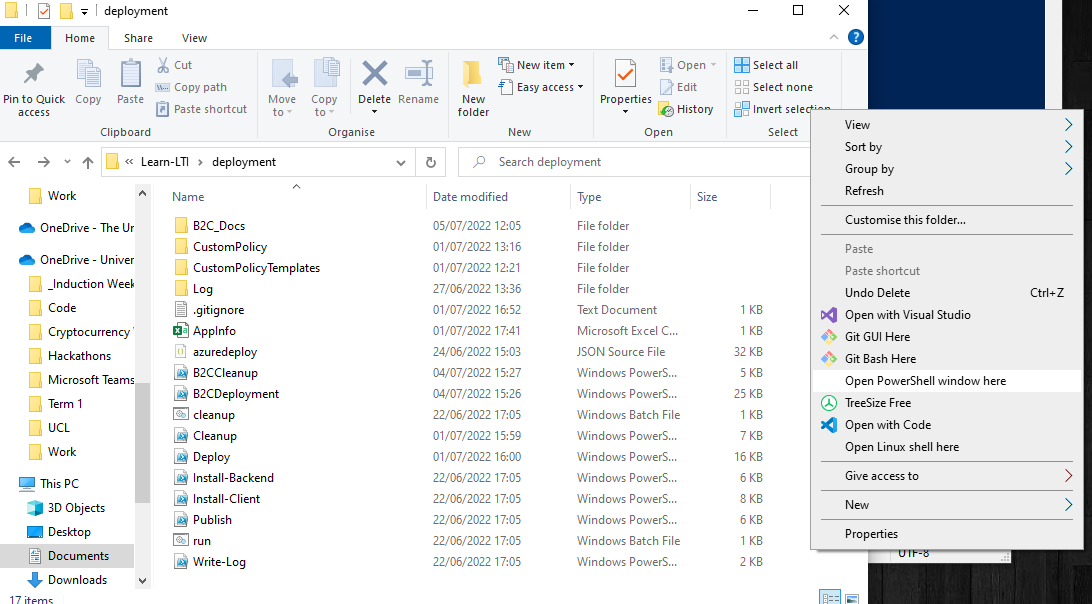 deployment
File Home Share View
Pin to Quick access
Copy
Paste
Cut
Copy path
Paste shortcut
Clipboard
Move to
Copy to
Delete
Rename
Organise
New folder
New item
Easy access
New
Properties
Open
Edit
History
Open
Select all
Select none
Invert selection
Select
« Learn-LTI › deployment
Search deployment
Work
OneDrive - The Ur
OneDrive - Univer
_Induction Week
Code
Cryptocurrency
Hackathons
Microsoft Teams
Term 1
UCL
Work
This PC
3D Objects
Desktop
Documents
Downloads
Name Date modified Type Size
B2C_Docs 05/07/2022 12:05 File folder
CustomPolicy 01/07/2022 13:16 File folder
CustomPolicyTemplates 01/07/2022 12:21 File folder
Log 27/06/2022 13:36 File folder
.gitignore 01/07/2022 16:52 Text Document 1 KB
AppInfo 01/07/2022 17:41 Microsoft Excel C... 1 KB
azuredeploy 24/06/2022 15:03 JSON Source File 32 KB
B2CCleanup 04/07/2022 15:27 Windows PowerS... 5 KB
B2CDeployment 04/07/2022 15:26 Windows PowerS... 25 KB
cleanup 22/06/2022 17:05 Windows Batch File 1 KB
Cleanup 01/07/2022 15:59 Windows PowerS... 7 KB
Deploy 01/07/2022 16:00 Windows PowerS... 16 KB
Install-Backend 22/06/2022 17:05 Windows PowerS... 6 KB
Install-Client 22/06/2022 17:05 Windows PowerS... 8 KB
Publish 22/06/2022 17:05 Windows PowerS... 6 KB
run 22/06/2022 17:05 Windows Batch File 1 KB
Write-Log 22/06/2022 17:05 Windows PowerS... 2 KB
17 items
View
Sort by
Group by
Refresh
Customise this folder...
Paste
Paste shortcut
Undo Delete Ctrl+Z
Open with Visual Studio
Git GUI Here
Git Bash Here
Open PowerShell window here
TreeSize Free
Open with Code
Open Linux shell here
Give access to
New
Properties
UTF-8